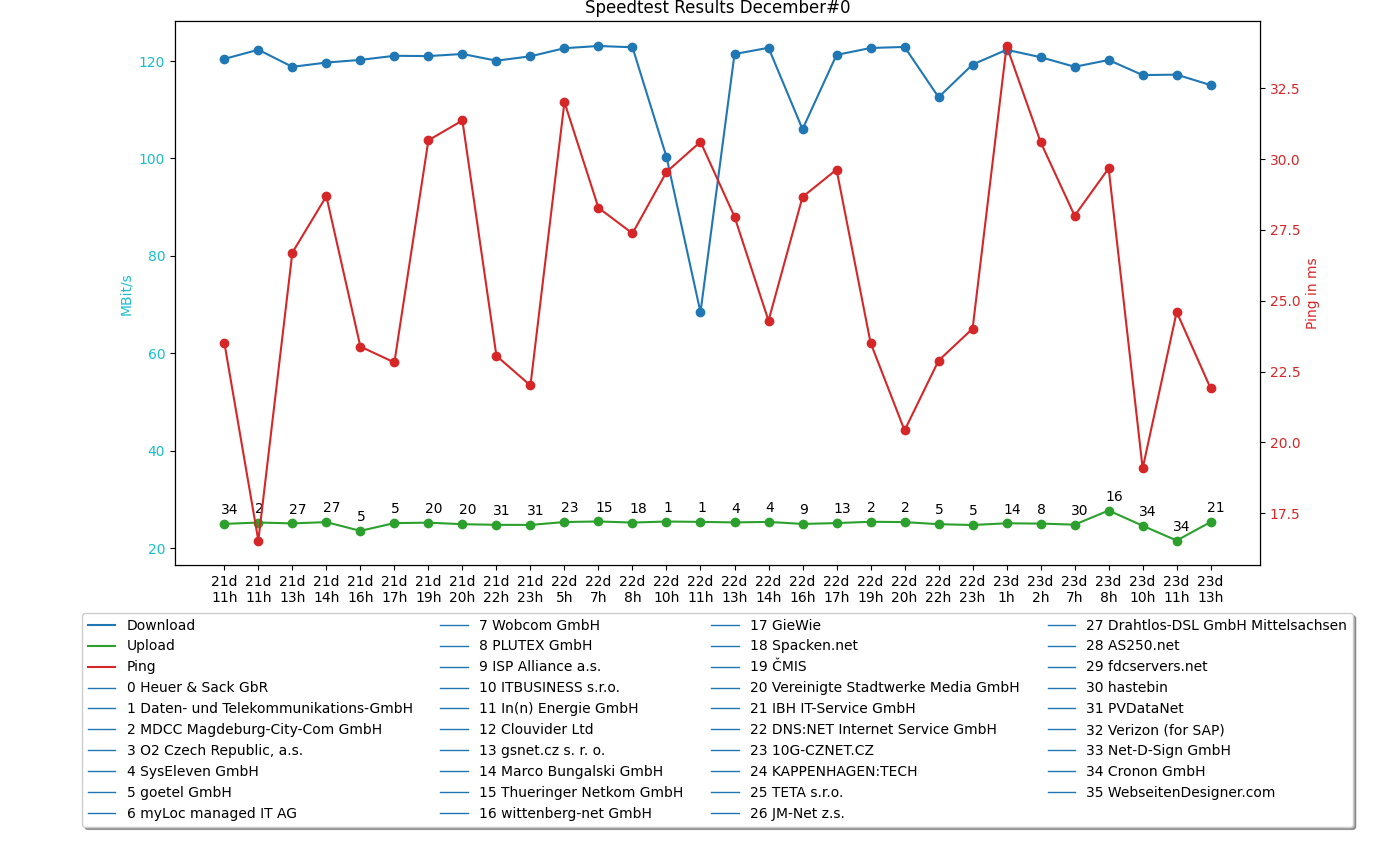 Speedtest Results December#0
120
100
80
60
40
20
MBit/s
32.5
30.0
27.5
25.0
22.5
20.0
17.5
Ping in ms
34 2 27 27 5 5 20 20 31 31 23 15 18 1 1 4 4 9 13 2 2 5 5 14 8 30 16 34 34 21
21d 21d 21d 21d 21d 21d 21d 21d 21d 21d 22d 22d 22d 22d 22d 22d 22d 22d 22d 22d 22d 22d 22d 23d 23d 23d 23d 23d 23d 23d
11h 11h 13h 14h 16h 17h 19h 20h 22h 23h 5h 7h 8h 10h 11h 13h 14h 16h 17h 19h 20h 22h 23h 1h 2h 7h 8h 10h 11h 13h
Download
Upload
Ping
0 Heuer & Sack GbR
1 Daten- und Telekommunikations-GmbH
2 MDCC Magdeburg-City-Com GmbH
3 O2 Czech Republic, a.s.
4 SysEleven GmbH
5 goetel GmbH
6 myLoc managed IT AG
7 Wobcom GmbH
8 PLUTEX GmbH
9 ISP Alliance a.s.
10 ITBUSINESS s.r.o.
11 In(n) Energie GmbH
12 Clouvider Ltd
13 gsnet.cz s. r. o.
14 Marco Bungalski GmbH
15 Thueringer Netkom GmbH
16 wittenberg-net GmbH
17 GieWie
18 Spacken.net
19 ČMIS
20 Vereinigte Stadtwerke Media GmbH
21 IBH IT-Service GmbH
22 DNS:NET Internet Service GmbH
23 10G-CZNET.CZ
24 KAPPENHAGEN:TECH
25 TETA s.r.o.
26 JM-Net z.s.
27 Drahtlos-DSL GmbH Mittelsachsen
28 AS250.net
29 fdcservers.net
30 hastebin
31 PVDataNet
32 Verizon (for SAP)
33 Net-D-Sign GmbH
34 Cronon GmbH
35 WebseitenDesigner.com